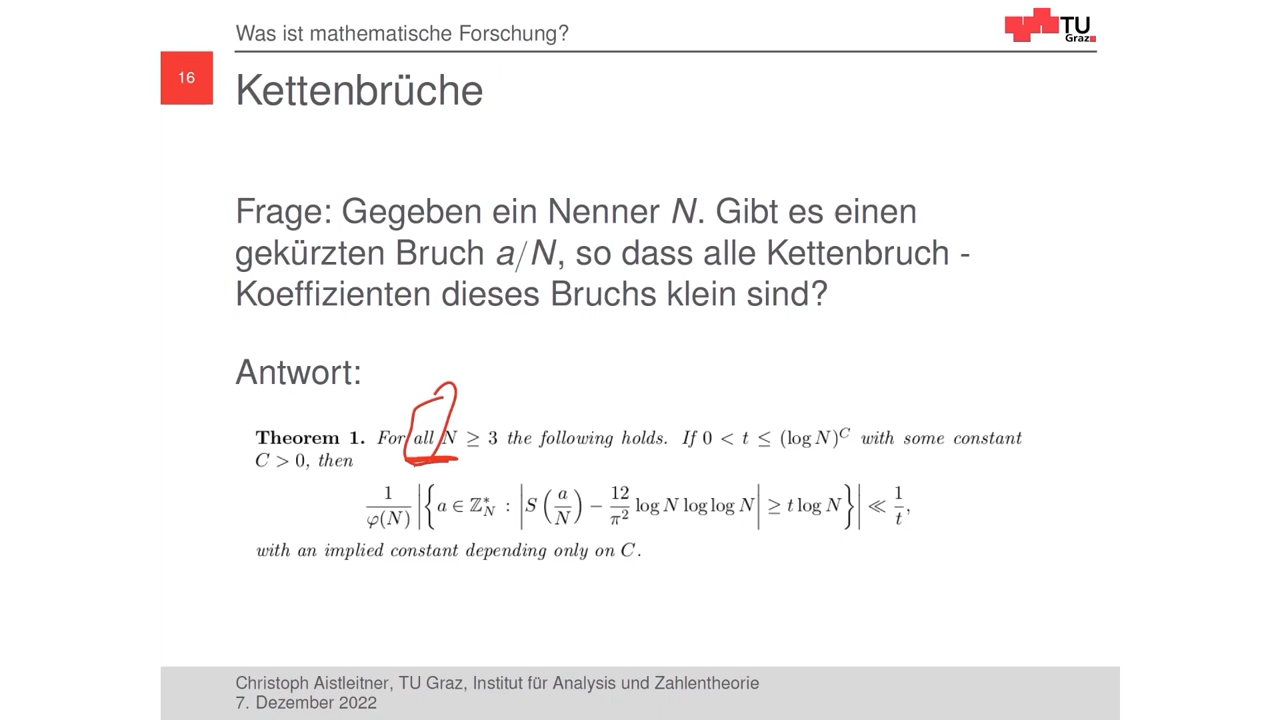 Was ist mathematische Forschung?
TU
Graz
16
Kettenbrüche
Frage: Gegeben ein Nenner N. Gibt es einen
gekürzten Bruch a/N, so dass alle Kettenbruch -
Koeffizienten dieses Bruchs klein sind?
Antwort:
Theorem 1. For all N ≥ 3 the following holds. If 0 < t ≤ (log N)^C with some constant
C > 0, then
1/φ(N) |{a ∈ ℤ*_N : |S(a/N) − 12/π² log N log log N| ≥ t log N}| ≪ 1/t,
with an implied constant depending only on C.
Christoph Aistleitner, TU Graz, Institut für Analysis und Zahlentheorie
7. Dezember 2022